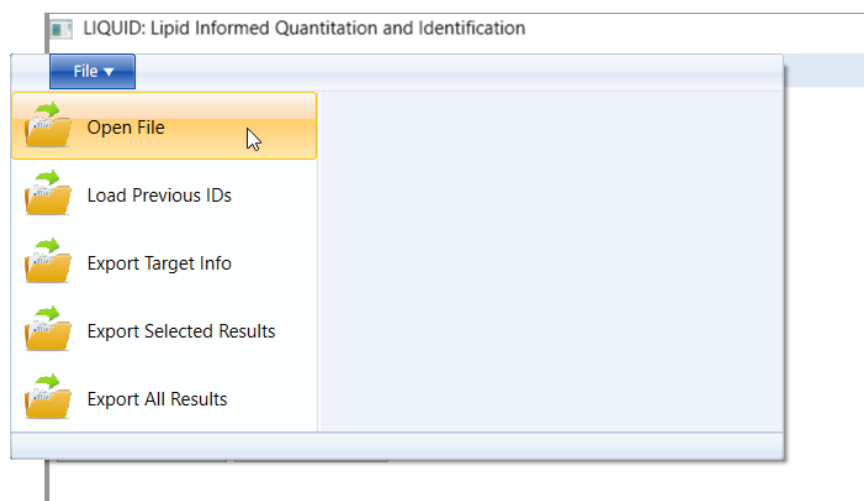 LIQUID: Lipid Informed Quantitation and Identification
File
Open File
Load Previous IDs
Export Target Info
Export Selected Results
Export All Results